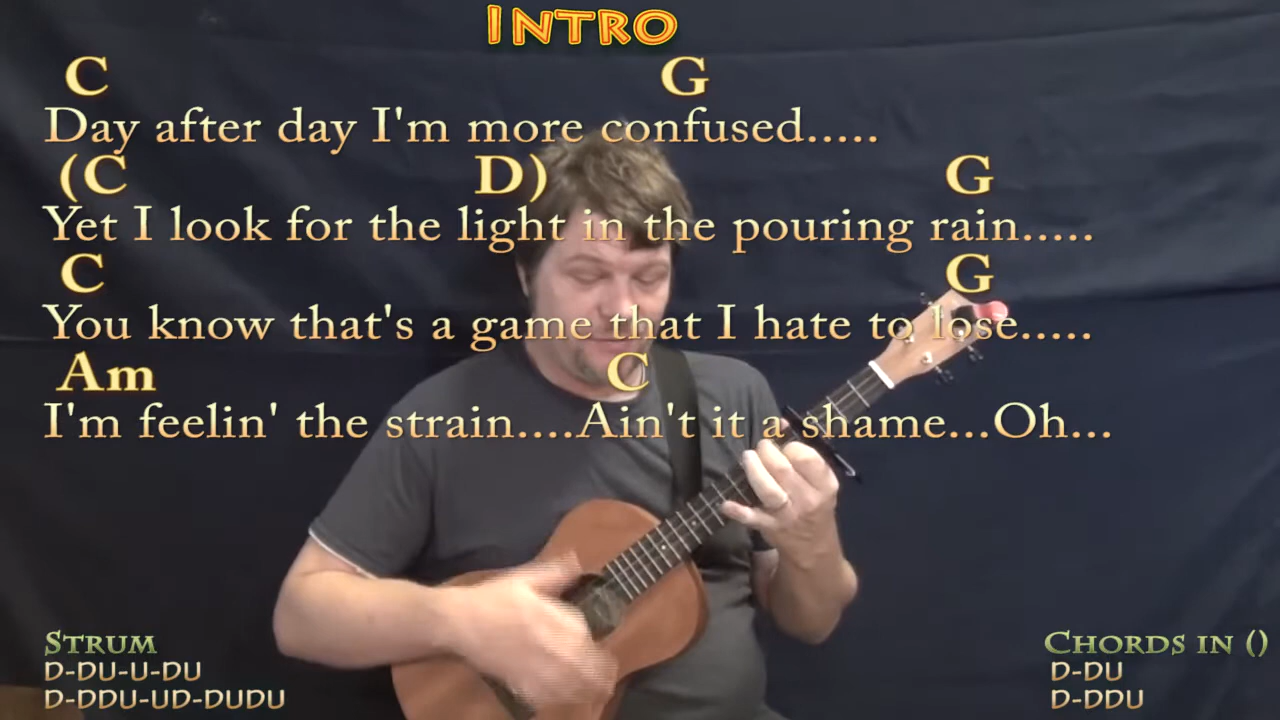 INTRO
C G
Day after day I'm more confused.....
(C D) G
Yet I look for the light in the pouring rain.....
C G
You know that's a game that I hate to lose.....
Am C
I'm feelin' the strain....Ain't it a shame...Oh...
STRUM
D-DU-U-DU
D-DDU-UD-DUDU
CHORDS IN ()
D-DU
D-DDU